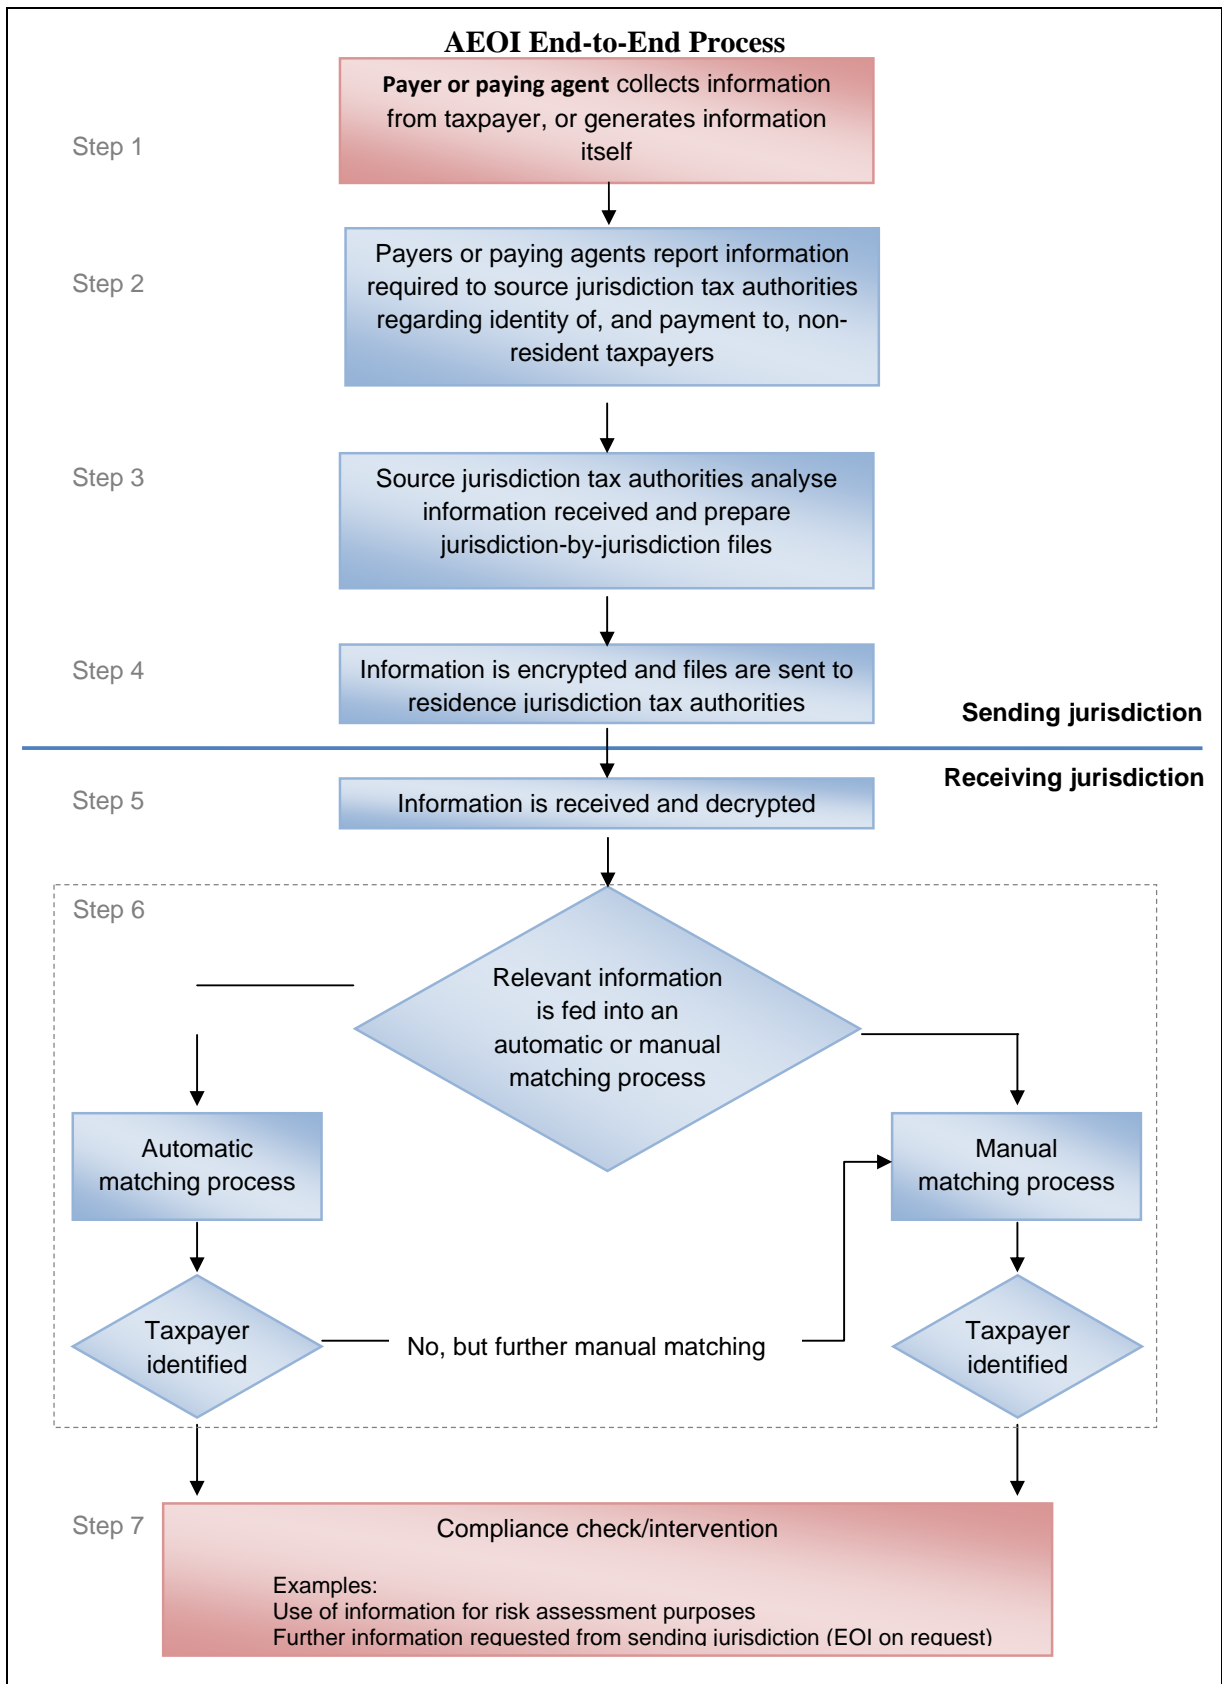 AEOI End-to-End Process
Payer or paying agent collects information
from taxpayer, or generates information
itself
Step 1
Payers or paying agents report information
required to source jurisdiction tax authorities
regarding identity of, and payment to, non-
resident taxpayers
Step 2
Step 3
Source jurisdiction tax authorities analyse
information received and prepare
jurisdiction-by-jurisdiction files
Step 4
Information is encrypted and files are sent to
residence jurisdiction tax authorities
Sending jurisdiction
Receiving jurisdiction
Step 5
Information is received and decrypted
Step 6
Relevant information
is fed into an
automatic or manual
matching process
Automatic
matching process
Manual
matching process
Taxpayer
identified
No, but further manual matching
Taxpayer
identified
Step 7
Compliance check/intervention
Examples:
Use of information for risk assessment purposes
Further information requested from sending jurisdiction (EOI on request)